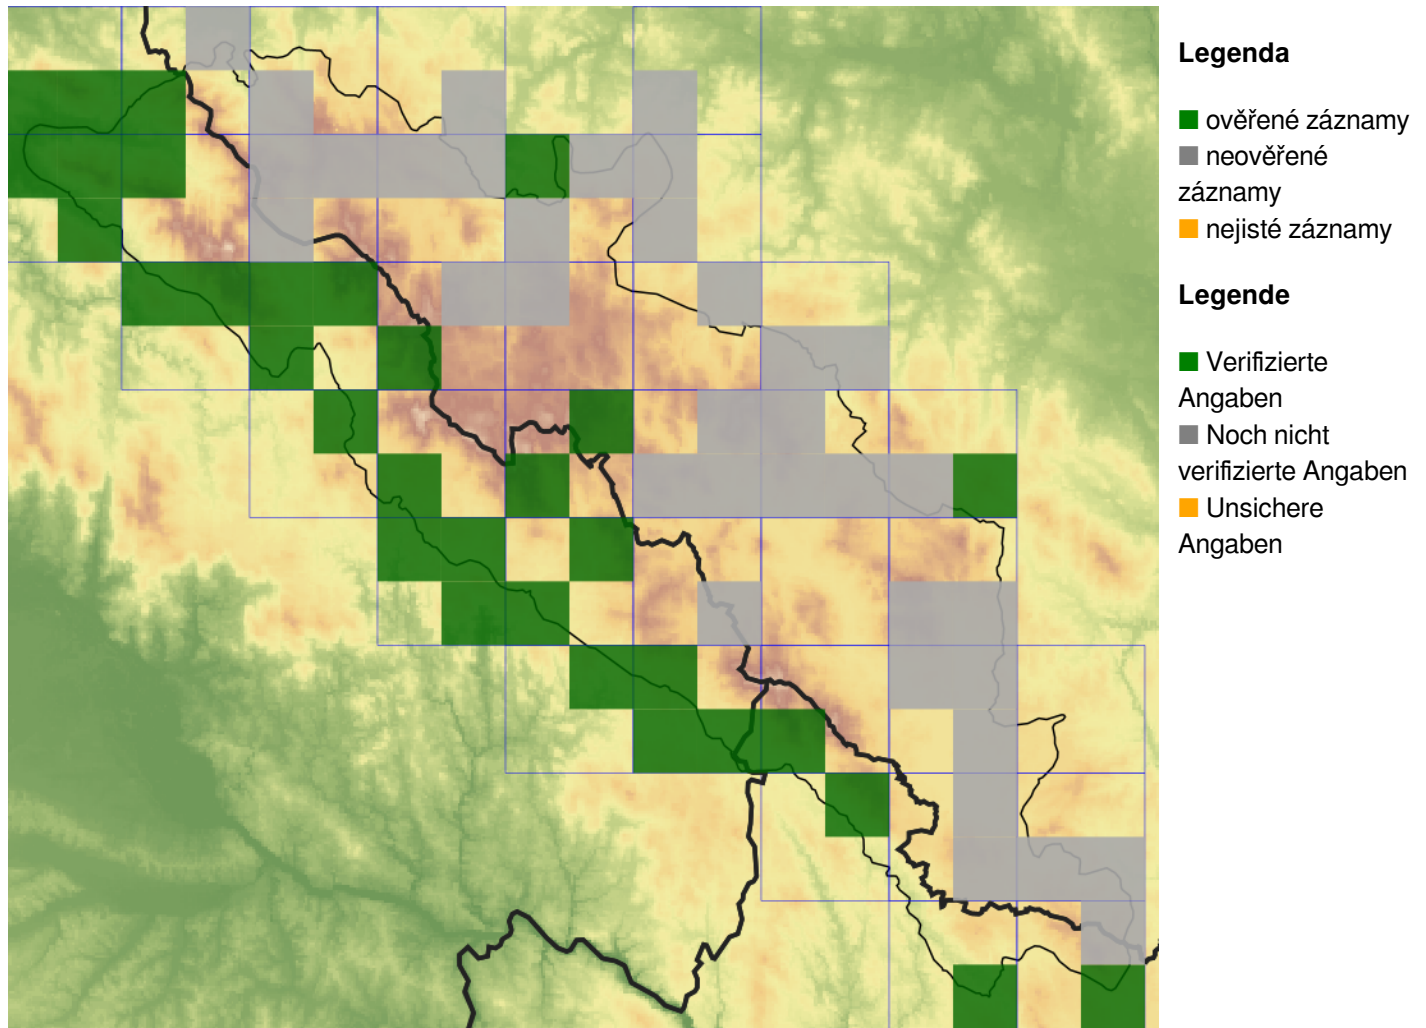 Legenda
ověřené záznamy
neověřené
záznamy
nejisté záznamy
Legende
Verifizierte
Angaben
Noch nicht
verifizierte Angaben
Unsichere
Angaben